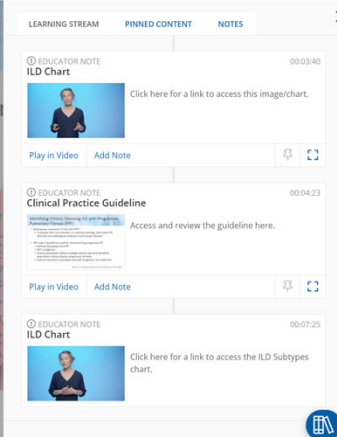 LEARNING STREAM PINNED CONTENT NOTES
EDUCATOR NOTE 00:03:40
ILD Chart
Click here for a link to access this image/chart.
Play in Video Add Note
EDUCATOR NOTE 00:04:23
Clinical Practice Guideline
Identifying Chronic Fibrosing ILD with Progressive
Pulmonary Fibrosis (PPF)
Access and review the guideline here.
Play in Video Add Note
EDUCATOR NOTE 00:07:25
ILD Chart
Click here for a link to access the ILD Subtypes
chart.